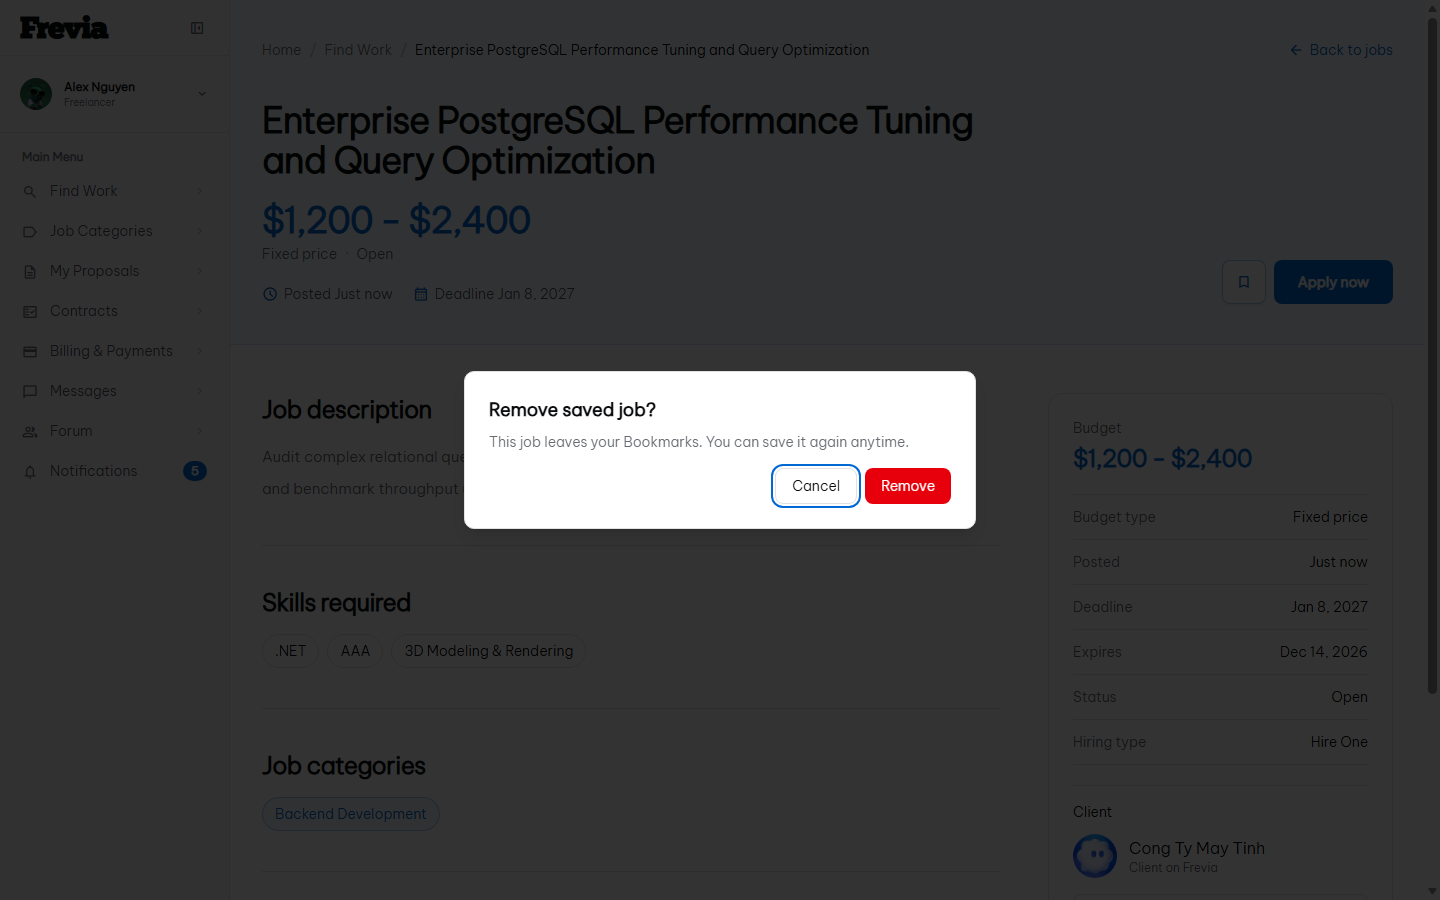 Frevia
Alex Nguyen
Freelancer
Main Menu
Find Work
Job Categories
My Proposals
Contracts
Billing & Payments
Messages
Forum
Notifications
5
Home / Find Work / Enterprise PostgreSQL Performance Tuning and Query Optimization
Back to jobs
Enterprise PostgreSQL Performance Tuning
and Query Optimization
$1,200 – $2,400
Fixed price · Open
Posted Just now
Deadline Jan 8, 2027
Apply now
Job description
Audit complex relational
and benchmark throughput
Remove saved job?
This job leaves your Bookmarks. You can save it again anytime.
Cancel
Remove
Skills required
.NET
AAA
3D Modeling & Rendering
Job categories
Backend Development
Budget
$1,200 – $2,400
Budget type Fixed price
Posted Just now
Deadline Jan 8, 2027
Expires Dec 14, 2026
Status Open
Hiring type Hire One
Client
Cong Ty May Tinh
Client on Frevia